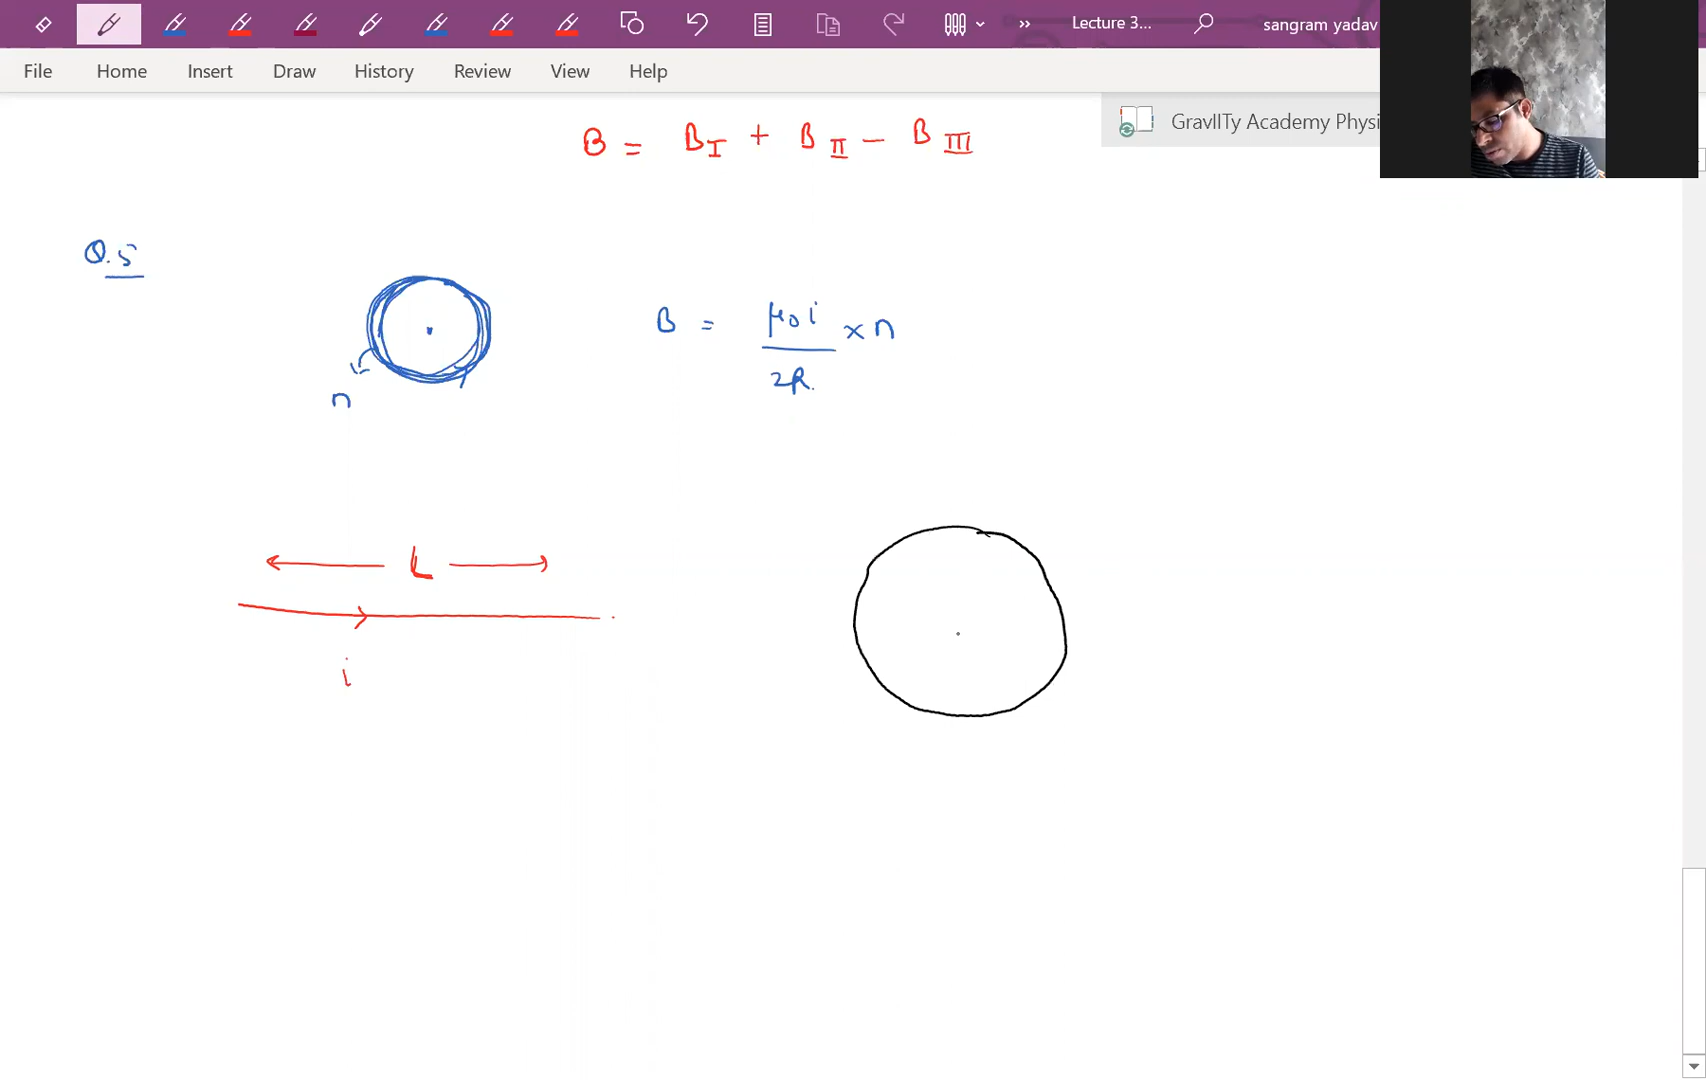 Lecture 3...
sangram yadav
File Home Insert Draw History Review View Help
GravIITy Academy Physi
B = B_I + B_II − B_III
Q.5
B = μ₀i / 2R. × n
n
L
i